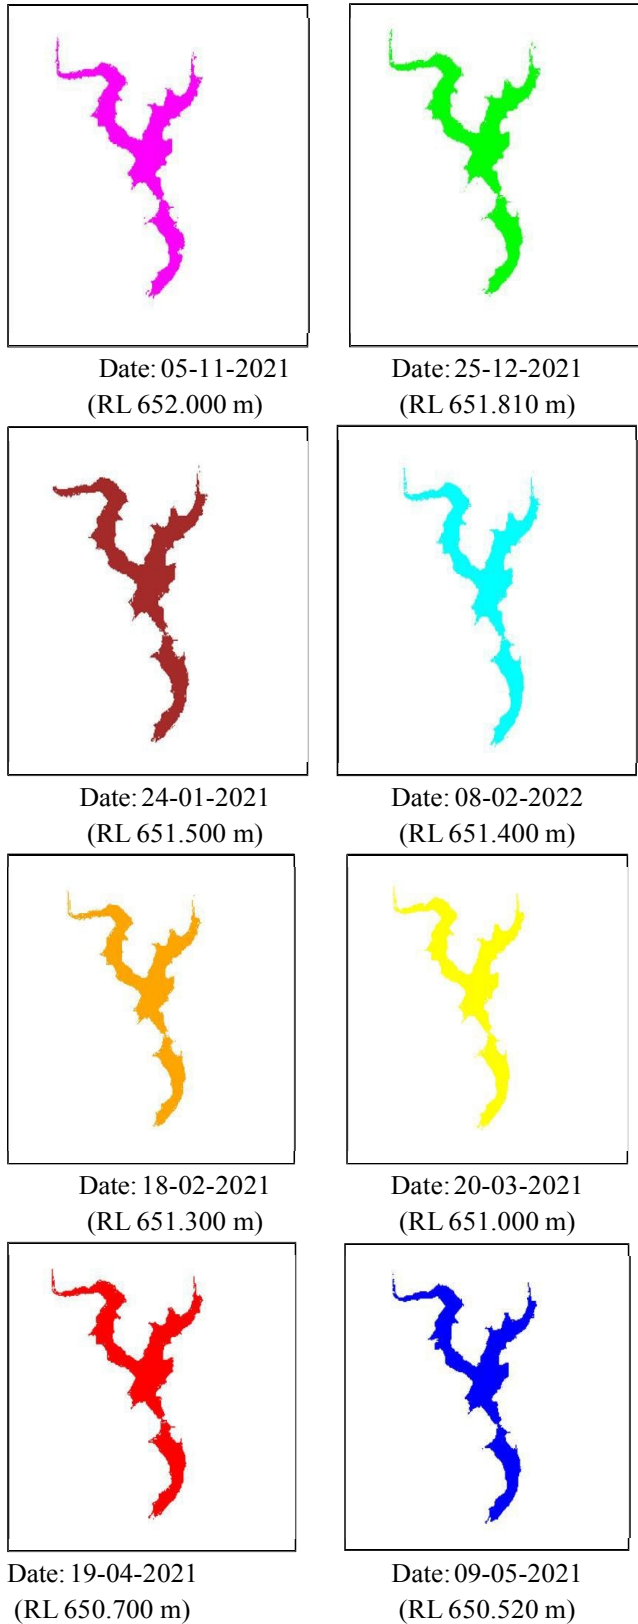 Date: 05-11-2021
(RL 652.000 m)
Date: 25-12-2021
(RL 651.810 m)
Date: 24-01-2021
(RL 651.500 m)
Date: 08-02-2022
(RL 651.400 m)
Date: 18-02-2021
(RL 651.300 m)
Date: 20-03-2021
(RL 651.000 m)
Date: 19-04-2021
(RL 650.700 m)
Date: 09-05-2021
(RL 650.520 m)